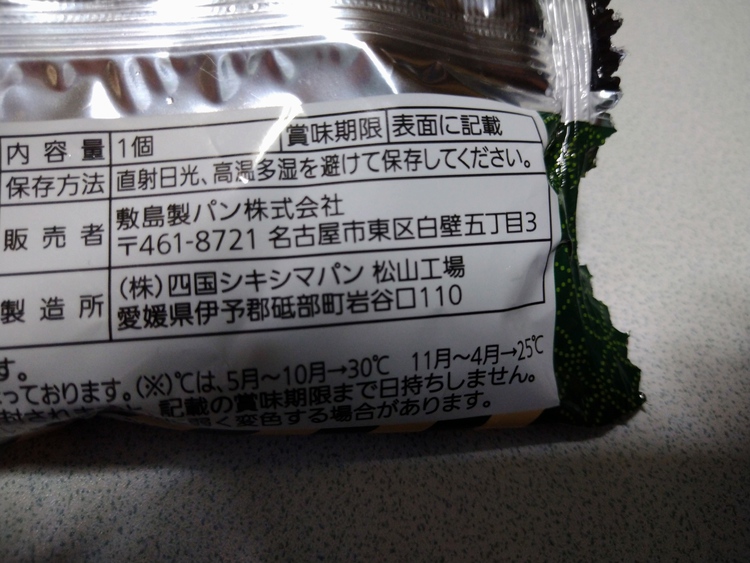 内容量 1個 賞味期限 表面に記載
保存方法 直射日光、高温多湿を避けて保存してください。
販売者 敷島製パン株式会社
〒461-8721 名古屋市東区白壁五丁目3
製造所 (株)四国シキシマパン 松山工場
愛媛県伊予郡砥部町岩谷口110
す。
っております。(※)℃は、5月～10月→30℃ 11月～4月→25℃
記載の賞味期限まで日持ちしません。
く変色する場合があります。